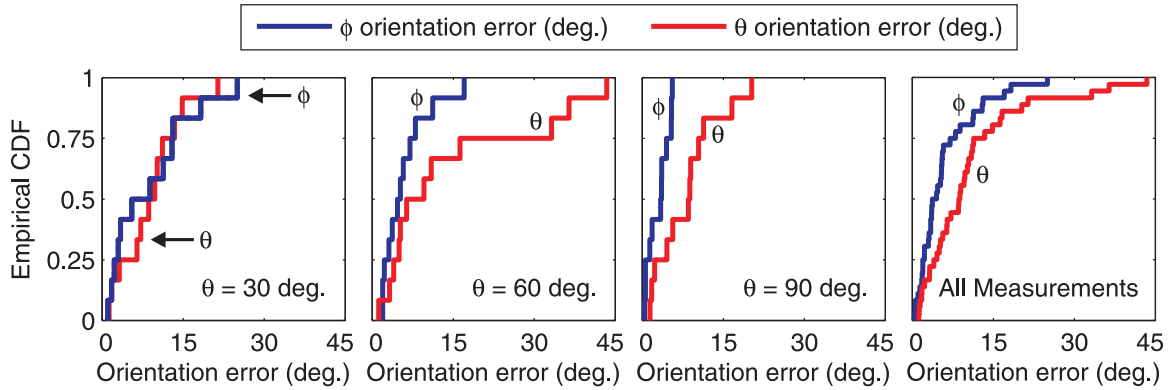 ϕ orientation error (deg.) θ orientation error (deg.)
Empirical CDF
1
0.75
0.5
0.25
0
ϕ
θ
θ = 30 deg.
0 15 30 45
Orientation error (deg.)
ϕ
θ
θ = 60 deg.
0 15 30 45
Orientation error (deg.)
ϕ
θ
θ = 90 deg.
0 15 30 45
Orientation error (deg.)
ϕ
θ
All Measurements
0 15 30 45
Orientation error (deg.)